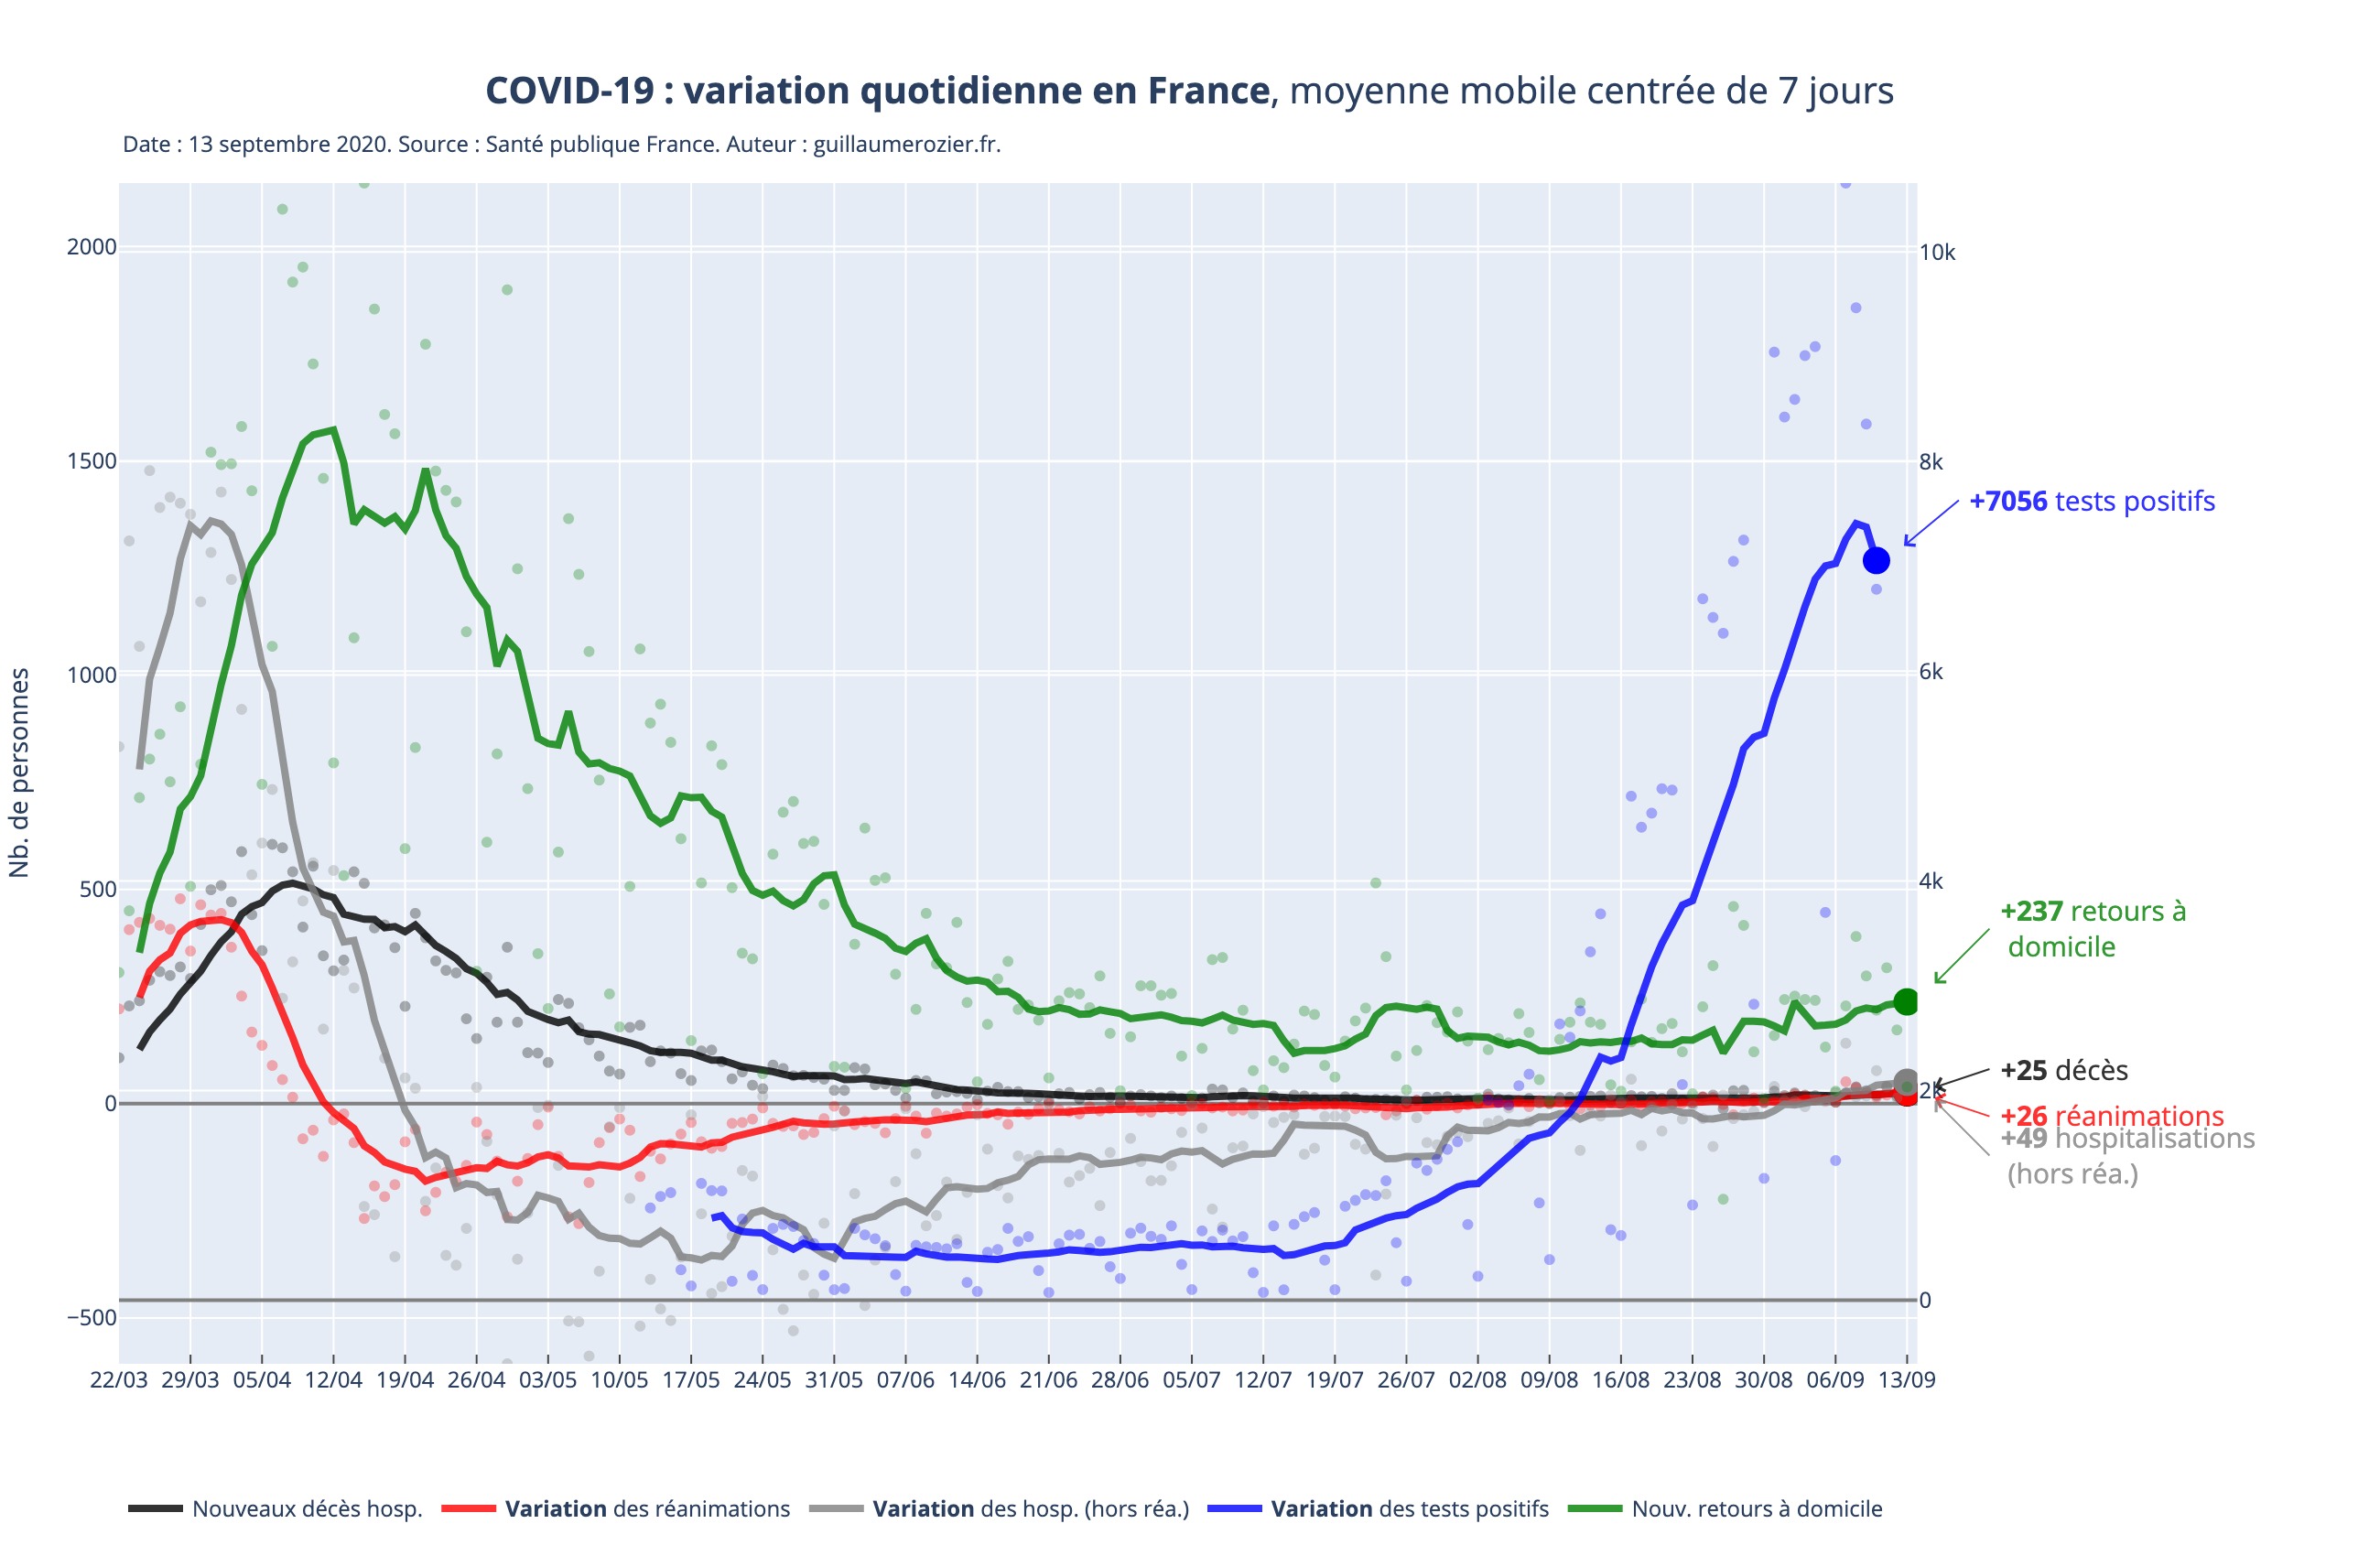 COVID-19 : variation quotidienne en France, moyenne mobile centrée de 7 jours
Date : 13 septembre 2020. Source : Santé publique France. Auteur : guillaumerozier.fr.
Nb. de personnes
2000
1500
1000
500
0
−500
10k
8k
6k
4k
2k
0
+7056 tests positifs
+237 retours à
domicile
+25 décès
+26 réanimations
+49 hospitalisations
(hors réa.)
22/03 29/03 05/04 12/04 19/04 26/04 03/05 10/05 17/05 24/05 31/05 07/06 14/06 21/06 28/06 05/07 12/07 19/07 26/07 02/08 09/08 16/08 23/08 30/08 06/09 13/09
Nouveaux décès hosp. Variation des réanimations Variation des hosp. (hors réa.) Variation des tests positifs Nouv. retours à domicile